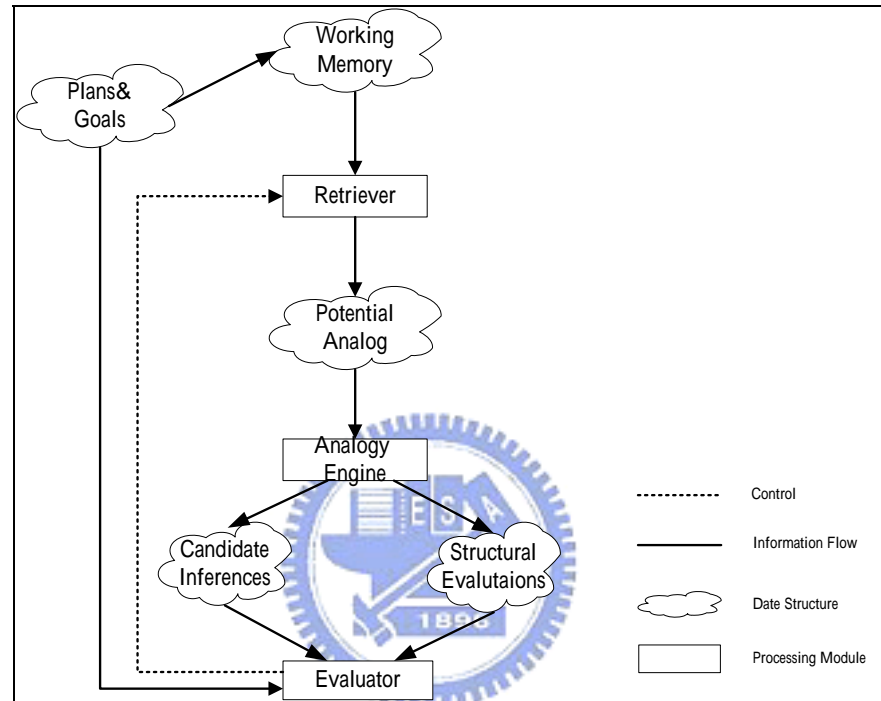 Working
Memory
Plans&
Goals
Retriever
Potential
Analog
Analogy
Engine
Candidate
Inferences
Structural
Evalutaions
Evaluator
Control
Information Flow
Date Structure
Processing Module
E S A
1896